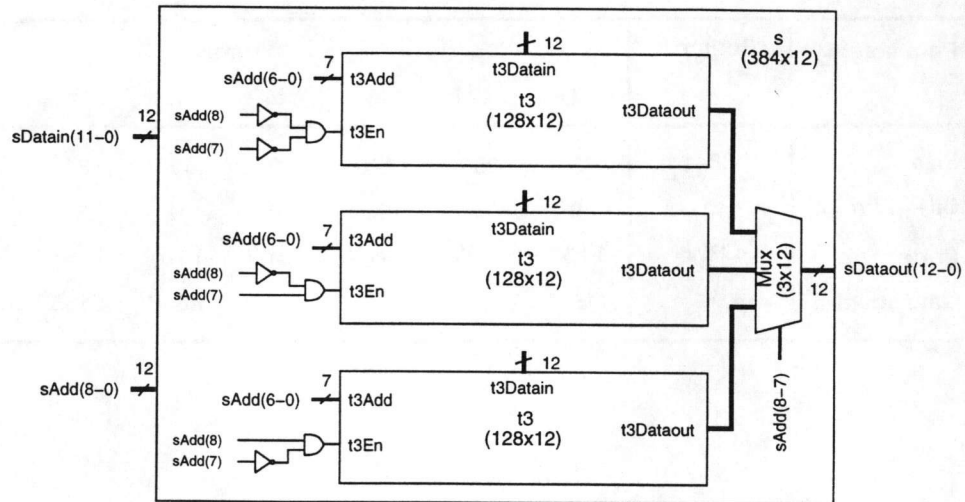 12
s
(384x12)
7
sAdd(6-0)
t3Add
t3Datain
t3
(128x12)
t3Dataout
sAdd(8)
sAdd(7)
t3En
12
sDatain(11-0)
12
7
sAdd(6-0)
t3Add
t3Datain
t3
(128x12)
t3Dataout
sAdd(8)
sAdd(7)
t3En
Mux
(3x12)
12
sDataout(12-0)
12
7
sAdd(6-0)
t3Add
t3Datain
t3
(128x12)
t3Dataout
sAdd(8)
sAdd(7)
t3En
sAdd(8-7)
12
sAdd(8-0)